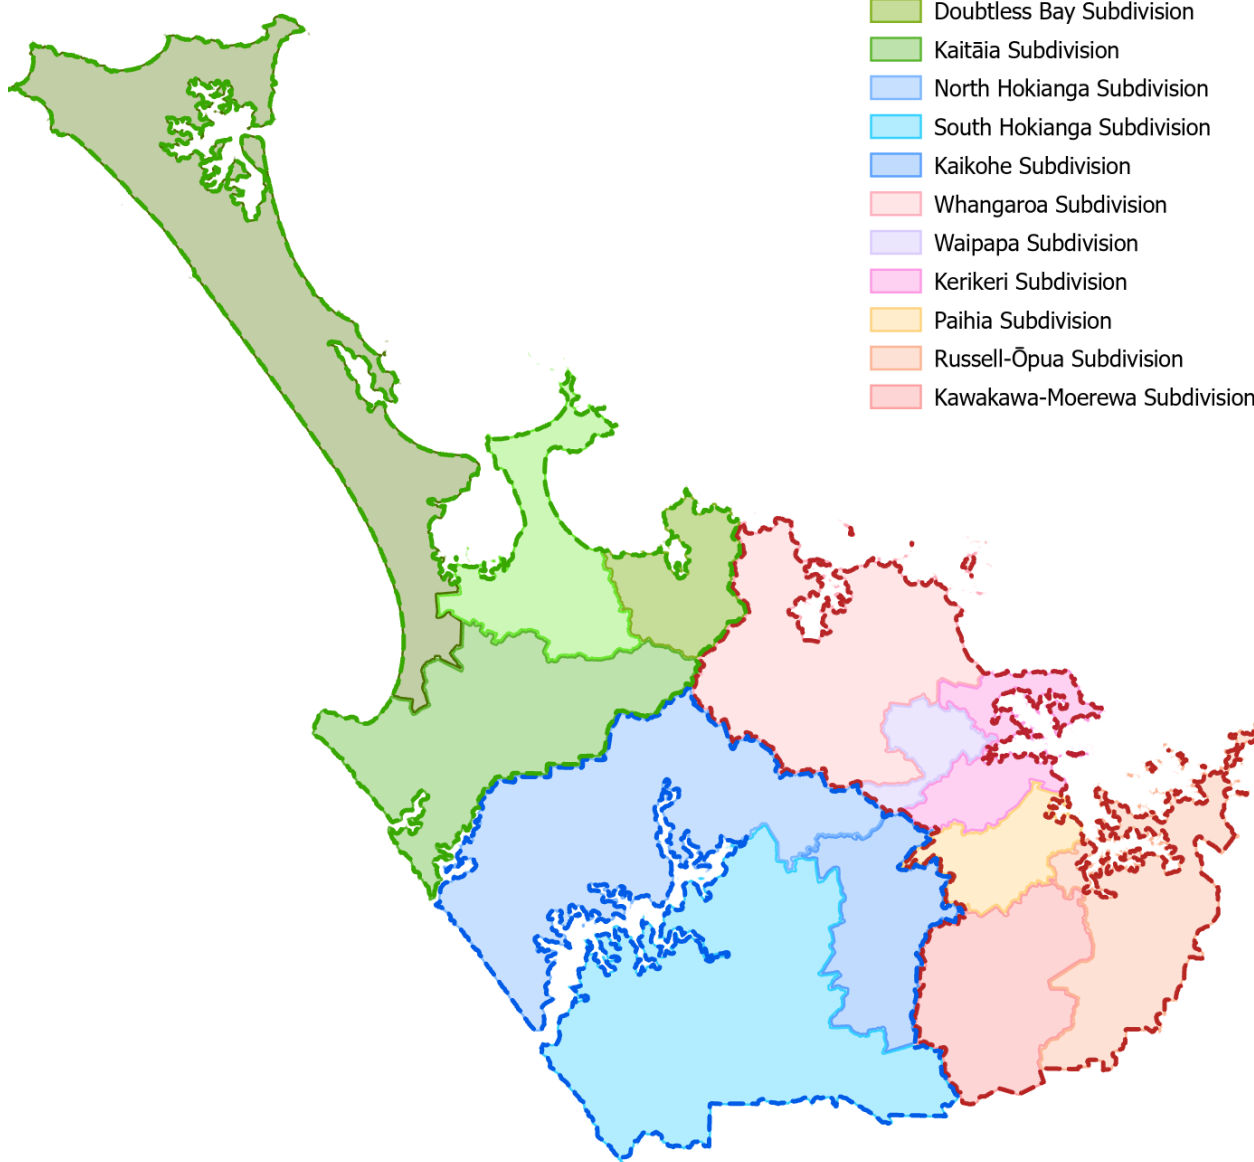 Doubtless Bay Subdivision
Kaitāia Subdivision
North Hokianga Subdivision
South Hokianga Subdivision
Kaikohe Subdivision
Whangaroa Subdivision
Waipapa Subdivision
Kerikeri Subdivision
Paihia Subdivision
Russell-Ōpua Subdivision
Kawakawa-Moerewa Subdivision